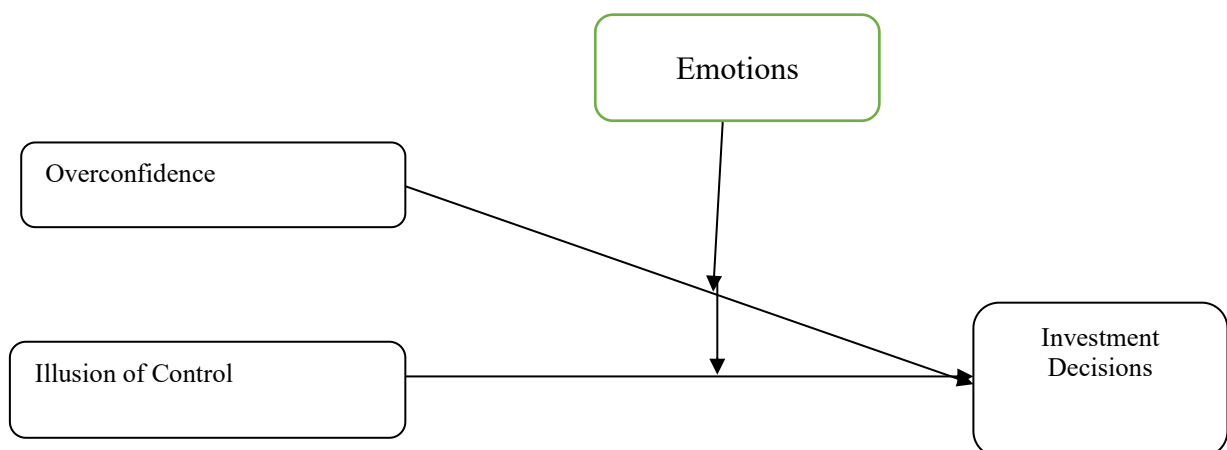 Emotions
Overconfidence
Illusion of Control
Investment
Decisions